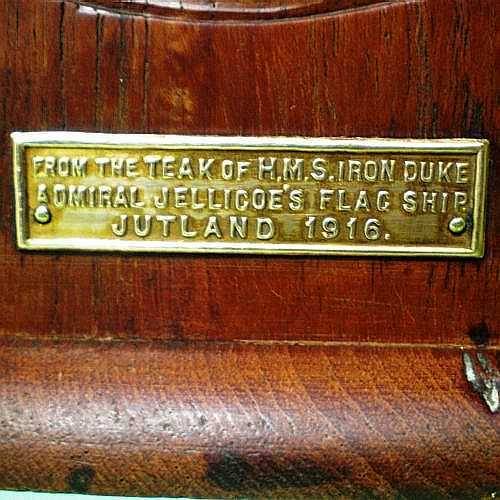 FROM THE TEAK OF H.M.S. IRON DUKE
ADMIRAL JELLICOE'S FLAG SHIP
JUTLAND 1916.